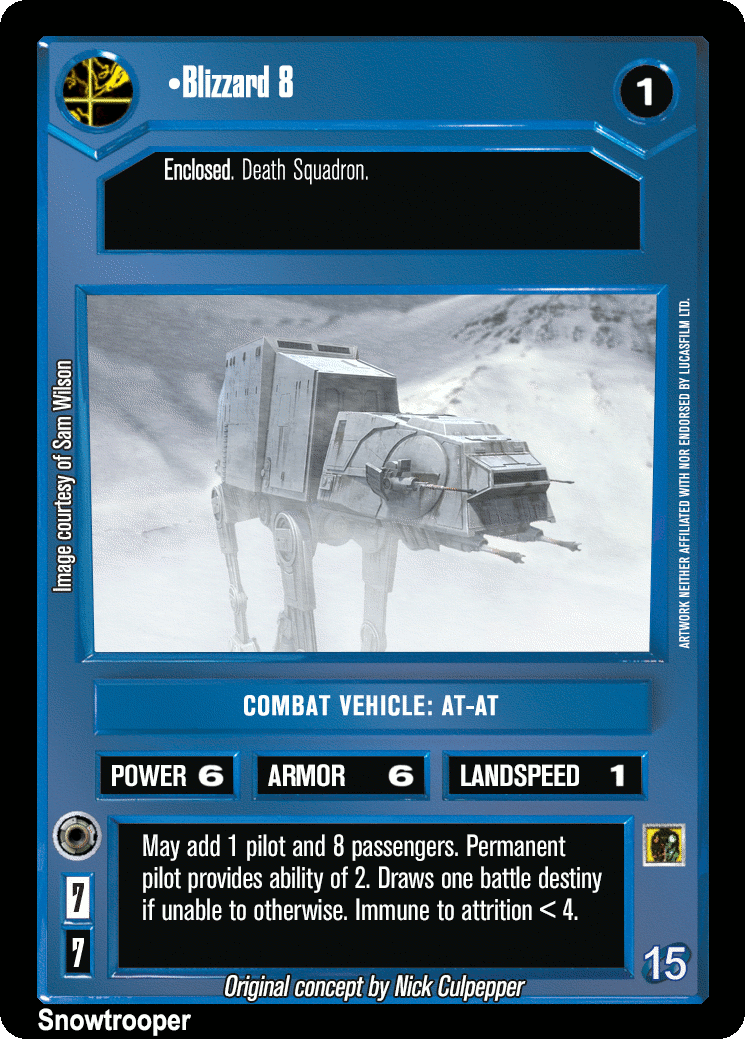 •Blizzard 8
1
Enclosed. Death Squadron.
Image courtesy of Sam Wilson
ARTWORK NEITHER AFFILIATED WITH NOR ENDORSED BY LUCASFILM LTD.
COMBAT VEHICLE: AT-AT
POWER 6
ARMOR 6
LANDSPEED 1
May add 1 pilot and 8 passengers. Permanent
pilot provides ability of 2. Draws one battle destiny
if unable to otherwise. Immune to attrition < 4.
7
7
15
Original concept by Nick Culpepper
Snowtrooper